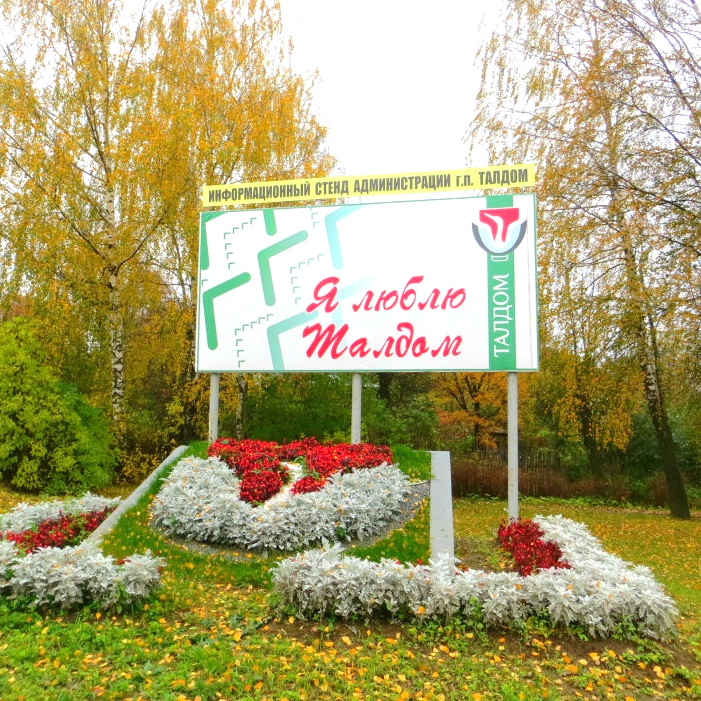 ИНФОРМАЦИОННЫЙ СТЕНД АДМИНИСТРАЦИИ Г.П. ТАЛДОМ
Я люблю
Талдом
ТАЛДОМ